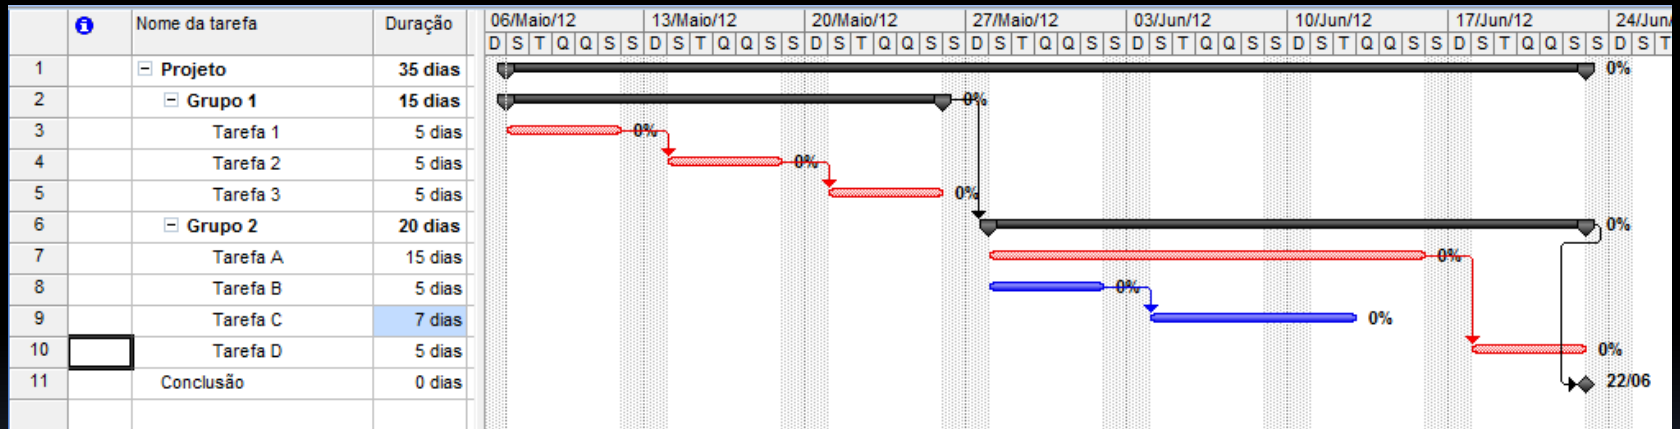 Nome da tarefa Duração 06/Maio/12 13/Maio/12 20/Maio/12 27/Maio/12 03/Jun/12 10/Jun/12 17/Jun/12 24/Jun/
D S T Q Q S S D S T Q Q S S D S T Q Q S S D S T Q Q S S D S T Q Q S S D S T Q Q S S D S T Q Q S S D S T
1 Projeto 35 dias 0%
2 Grupo 1 15 dias 0%
3 Tarefa 1 5 dias 0%
4 Tarefa 2 5 dias 0%
5 Tarefa 3 5 dias 0%
6 Grupo 2 20 dias 0%
7 Tarefa A 15 dias 0%
8 Tarefa B 5 dias 0%
9 Tarefa C 7 dias 0%
10 Tarefa D 5 dias 0%
11 Conclusão 0 dias 22/06